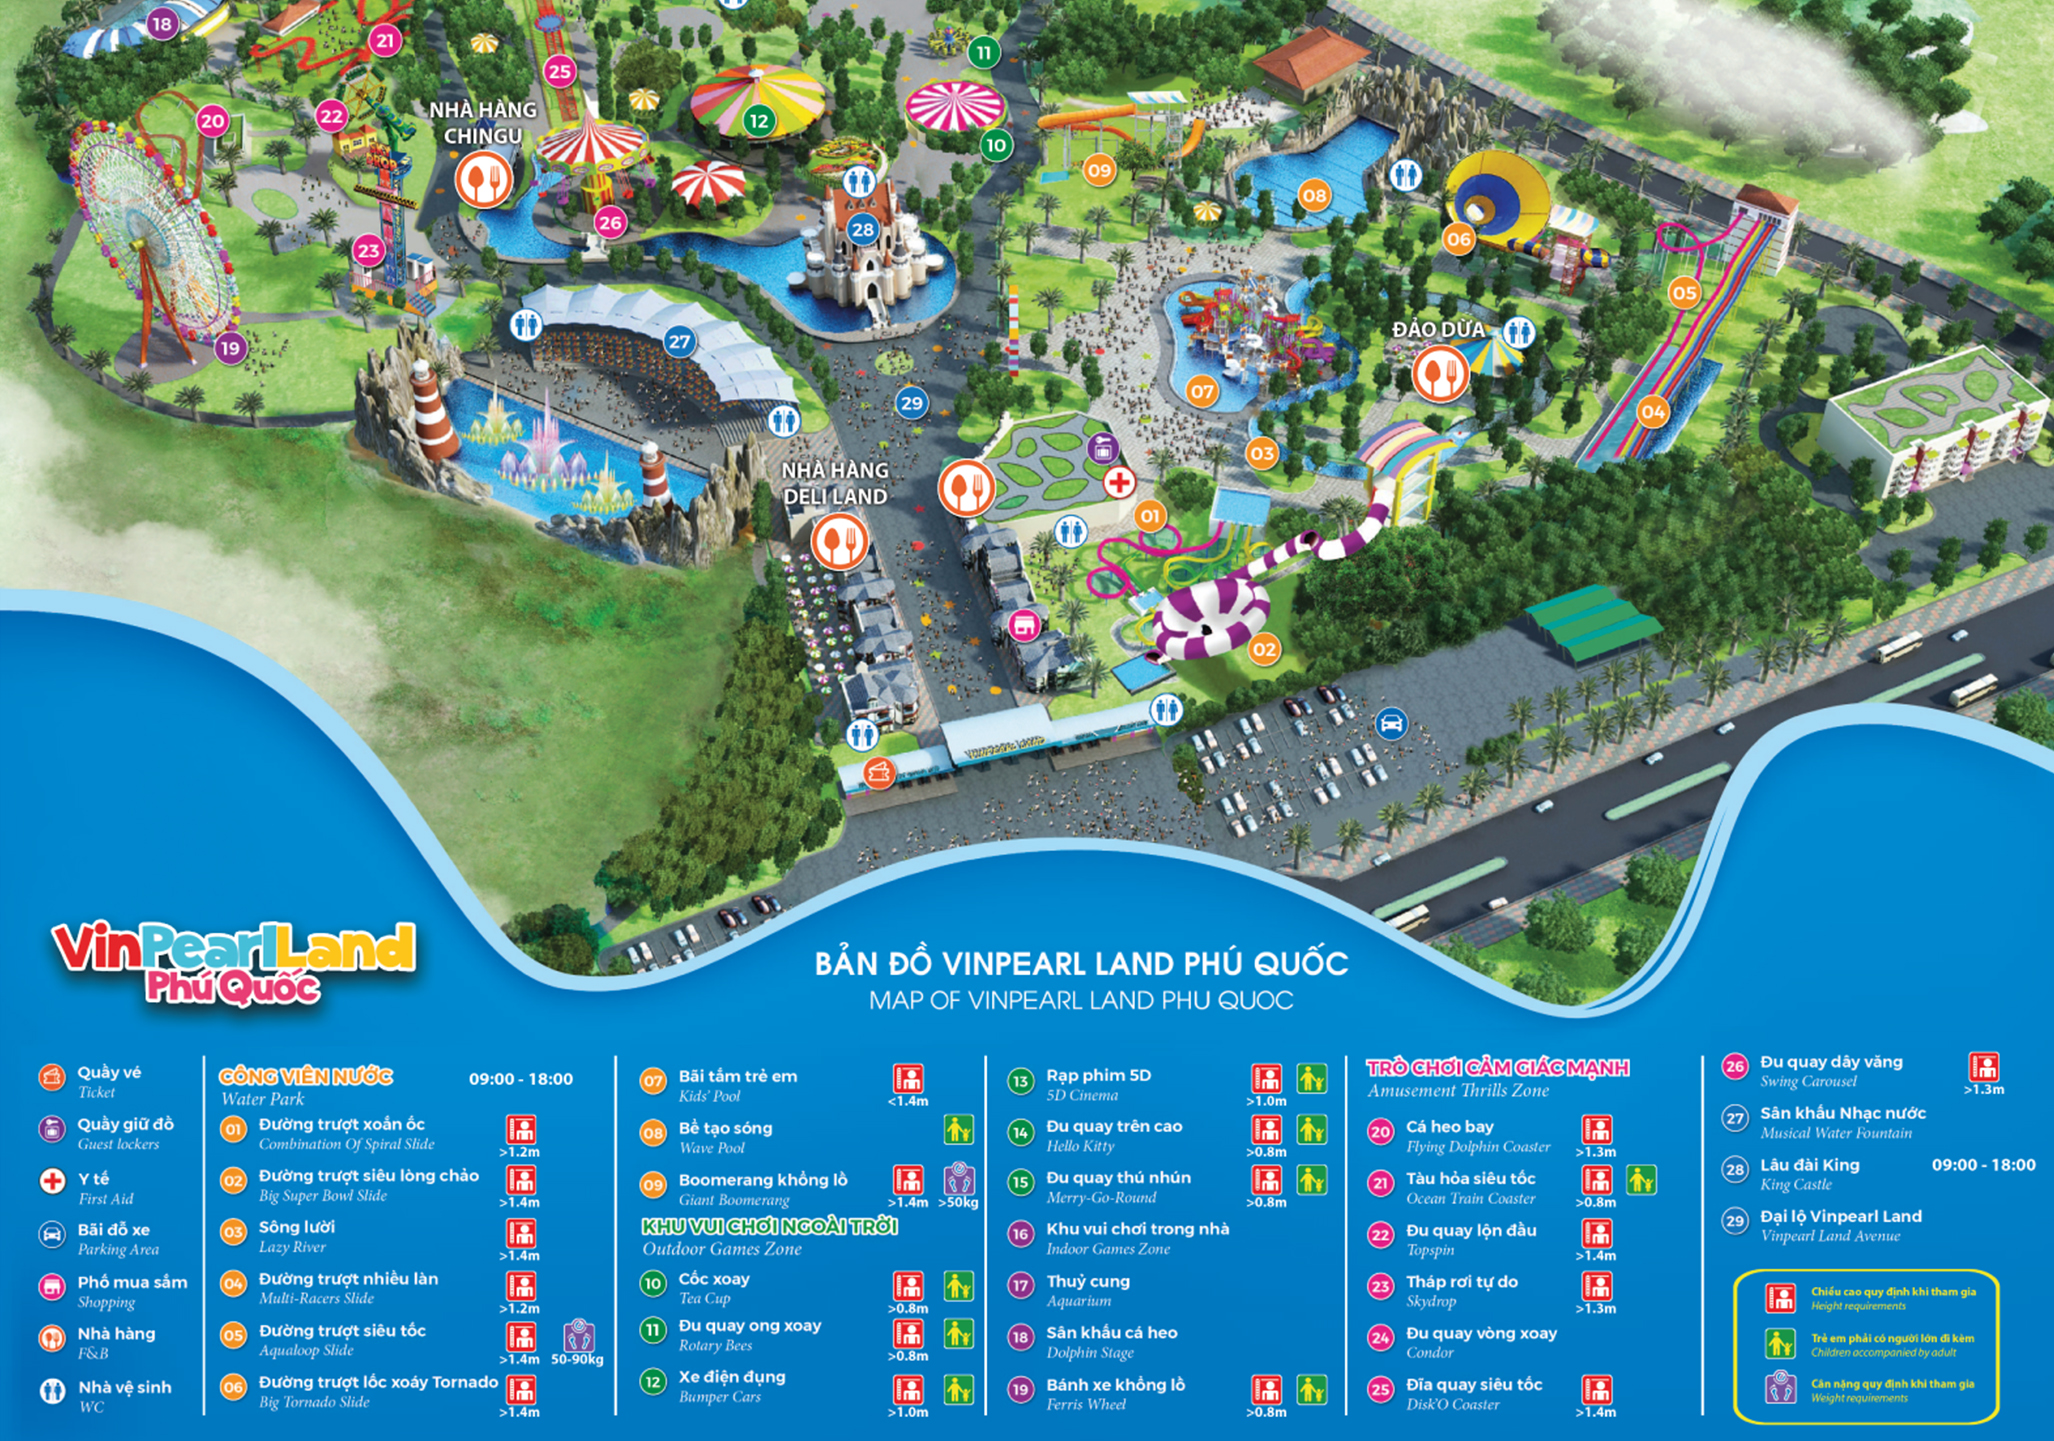 18
21
25
11
NHÀ HÀNG
CHINGU
20
22
12
10
09
08
26
28
06
23
05
27
19
ĐẢO DỪA
07
29
04
03
NHÀ HÀNG
DELI LAND
01
02
VINPEARL LAND
VinPearlLand
Phú Quốc
BẢN ĐỒ VINPEARL LAND PHÚ QUỐC
MAP OF VINPEARL LAND PHU QUOC
Quầy vé
Ticket
Quầy giữ đồ
Guest lockers
Y tế
First Aid
Bãi đỗ xe
Parking Area
Phố mua sắm
Shopping
Nhà hàng
F&B
Nhà vệ sinh
WC
CÔNG VIÊN NƯỚC 09:00 - 18:00
Water Park
01 Đường trượt xoắn ốc
Combination Of Spiral Slide
>1.2m
02 Đường trượt siêu lòng chảo
Big Super Bowl Slide
>1.4m
03 Sông lười
Lazy River
>1.4m
04 Đường trượt nhiều làn
Multi-Racers Slide
>1.2m
05 Đường trượt siêu tốc
Aqualoop Slide
>1.4m 50-90kg
06 Đường trượt lốc xoáy Tornado
Big Tornado Slide
>1.4m
07 Bãi tắm trẻ em
Kids' Pool
<1.4m
08 Bể tạo sóng
Wave Pool
09 Boomerang khổng lồ
Giant Boomerang
>1.4m >50kg
KHU VUI CHƠI NGOÀI TRỜI
Outdoor Games Zone
10 Cốc xoay
Tea Cup
>0.8m
11 Đu quay ong xoay
Rotary Bees
>0.8m
12 Xe điện đụng
Bumper Cars
>1.0m
13 Rạp phim 5D
5D Cinema
>1.0m
14 Đu quay trên cao
Hello Kitty
>0.8m
15 Đu quay thú nhún
Merry-Go-Round
>0.8m
16 Khu vui chơi trong nhà
Indoor Games Zone
17 Thuỷ cung
Aquarium
18 Sân khấu cá heo
Dolphin Stage
19 Bánh xe khổng lồ
Ferris Wheel
>0.8m
TRÒ CHƠI CẢM GIÁC MẠNH
Amusement Thrills Zone
20 Cá heo bay
Flying Dolphin Coaster
>1.3m
21 Tàu hỏa siêu tốc
Ocean Train Coaster
>0.8m
22 Đu quay lộn đầu
Topspin
>1.4m
23 Tháp rơi tự do
Skydrop
>1.3m
24 Đu quay vòng xoay
Condor
25 Đĩa quay siêu tốc
Disk'O Coaster
>1.4m
26 Đu quay dây văng
Swing Carousel
>1.3m
27 Sân khấu Nhạc nước
Musical Water Fountain
28 Lâu đài King 09:00 - 18:00
King Castle
29 Đại lộ Vinpearl Land
Vinpearl Land Avenue
Chiều cao quy định khi tham gia
Height requirements
Trẻ em phải có người lớn đi kèm
Children accompanied by adult
Cân nặng quy định khi tham gia
Weight requirements